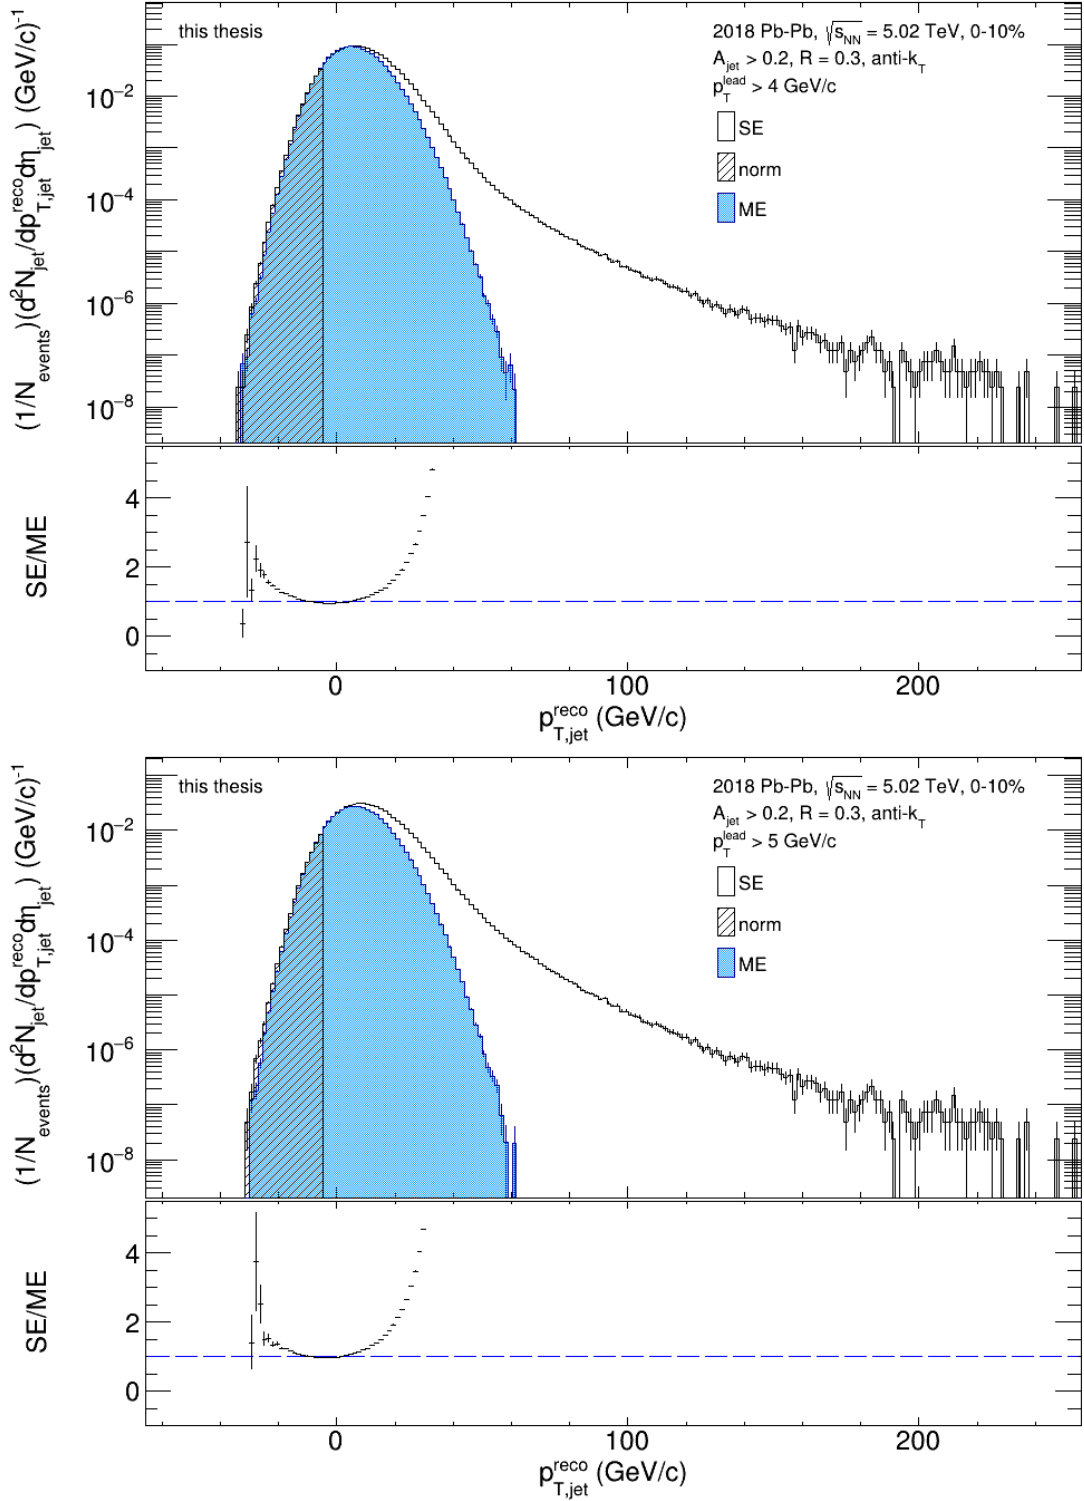 this thesis
2018 Pb-Pb, √s_NN = 5.02 TeV, 0-10%
A_jet > 0.2, R = 0.3, anti-k_T
p_T^lead > 4 GeV/c
SE
norm
ME
(1/N_events)(d²N_jet/dp_T,jet^reco dη_jet) (GeV/c)⁻¹
10⁻²
10⁻⁴
10⁻⁶
10⁻⁸
SE/ME
4
2
0
0 100 200
p_T,jet^reco (GeV/c)
this thesis
2018 Pb-Pb, √s_NN = 5.02 TeV, 0-10%
A_jet > 0.2, R = 0.3, anti-k_T
p_T^lead > 5 GeV/c
SE
norm
ME
(1/N_events)(d²N_jet/dp_T,jet^reco dη_jet) (GeV/c)⁻¹
10⁻²
10⁻⁴
10⁻⁶
10⁻⁸
SE/ME
4
2
0
0 100 200
p_T,jet^reco (GeV/c)